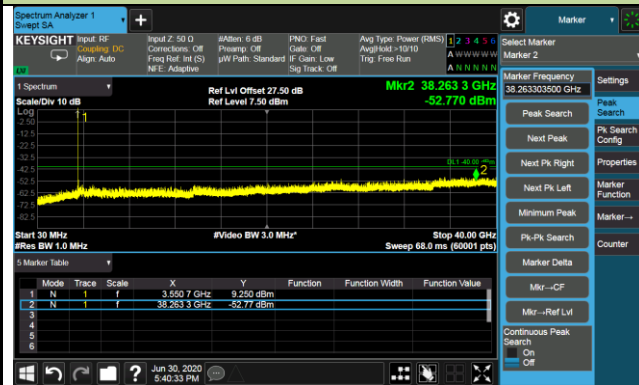 Spectrum Analyzer 1
Swept SA
Marker
KEYSIGHT
Input: RF
Coupling: DC
Align: Auto
Input Z: 50 Ω
Corrections: Off
Freq Ref: Int (S)
NFE: Adaptive
#Atten: 6 dB
Preamp: Off
µW Path: Standard
PNO: Fast
Gate: Off
IF Gain: Low
Sig Track: Off
Avg Type: Power (RMS)
Avg|Hold:>10/10
Trig: Free Run
1 2 3 4 5 6
A W W W W W
A N N N N N
LXI
Select Marker
Marker 2
1 Spectrum
Scale/Div 10 dB
Log
Ref Lvl Offset 27.50 dB
Ref Level 7.50 dBm
Mkr2 38.263 3 GHz
-52.770 dBm
-2.50
-12.5
-22.5
-32.5
-42.5
-52.5
-62.5
-72.5
-82.5
1
2
Start 30 MHz
#Res BW 1.0 MHz
#Video BW 3.0 MHz*
Stop 40.00 GHz
Sweep 68.0 ms (60001 pts)
5 Marker Table
Mode Trace Scale X Y Function Function Width Function Value
1 N 1 f 3.550 7 GHz 9.250 dBm
2 N 1 f 38.263 3 GHz -52.77 dBm
3
4
5
6
Marker Frequency
38.263303500 GHz
Peak Search
Next Peak
Next Pk Right
Next Pk Left
Minimum Peak
Pk-Pk Search
Marker Delta
Mkr→CF
Mkr→Ref Lvl
Continuous Peak
Search
On
Off
Settings
Peak
Search
Pk Search
Config
Properties
Marker
Function
Marker→
Counter
Jun 30, 2020
5:40:33 PM